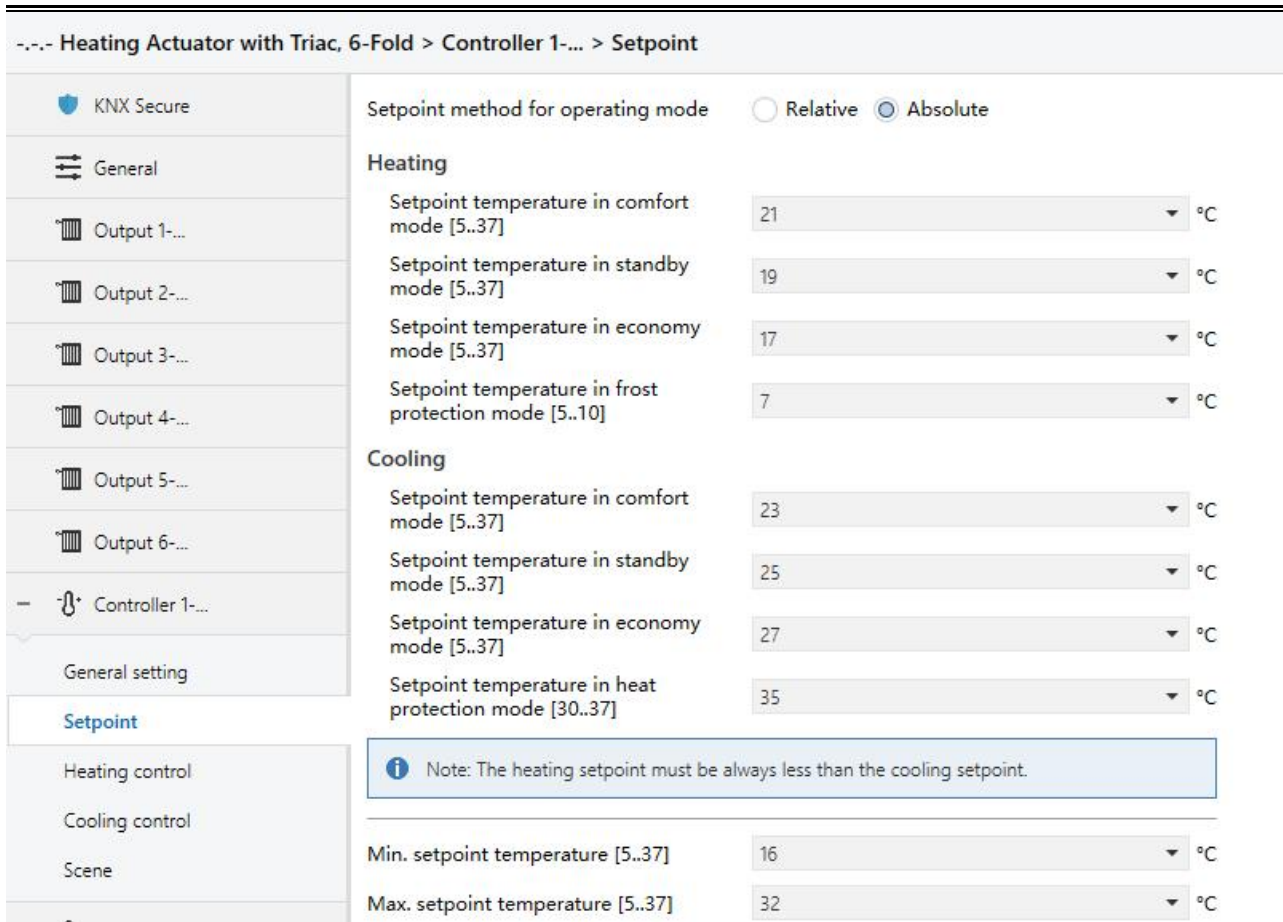 -.-.- Heating Actuator with Triac, 6-Fold > Controller 1-... > Setpoint
KNX Secure
General
Output 1-...
Output 2-...
Output 3-...
Output 4-...
Output 5-...
Output 6-...
Controller 1-...
General setting
Setpoint
Heating control
Cooling control
Scene
Setpoint method for operating mode Relative Absolute
Heating
Setpoint temperature in comfort
mode [5..37] 21 °C
Setpoint temperature in standby
mode [5..37] 19 °C
Setpoint temperature in economy
mode [5..37] 17 °C
Setpoint temperature in frost
protection mode [5..10] 7 °C
Cooling
Setpoint temperature in comfort
mode [5..37] 23 °C
Setpoint temperature in standby
mode [5..37] 25 °C
Setpoint temperature in economy
mode [5..37] 27 °C
Setpoint temperature in heat
protection mode [30..37] 35 °C
Note: The heating setpoint must be always less than the cooling setpoint.
Min. setpoint temperature [5..37] 16 °C
Max. setpoint temperature [5..37] 32 °C